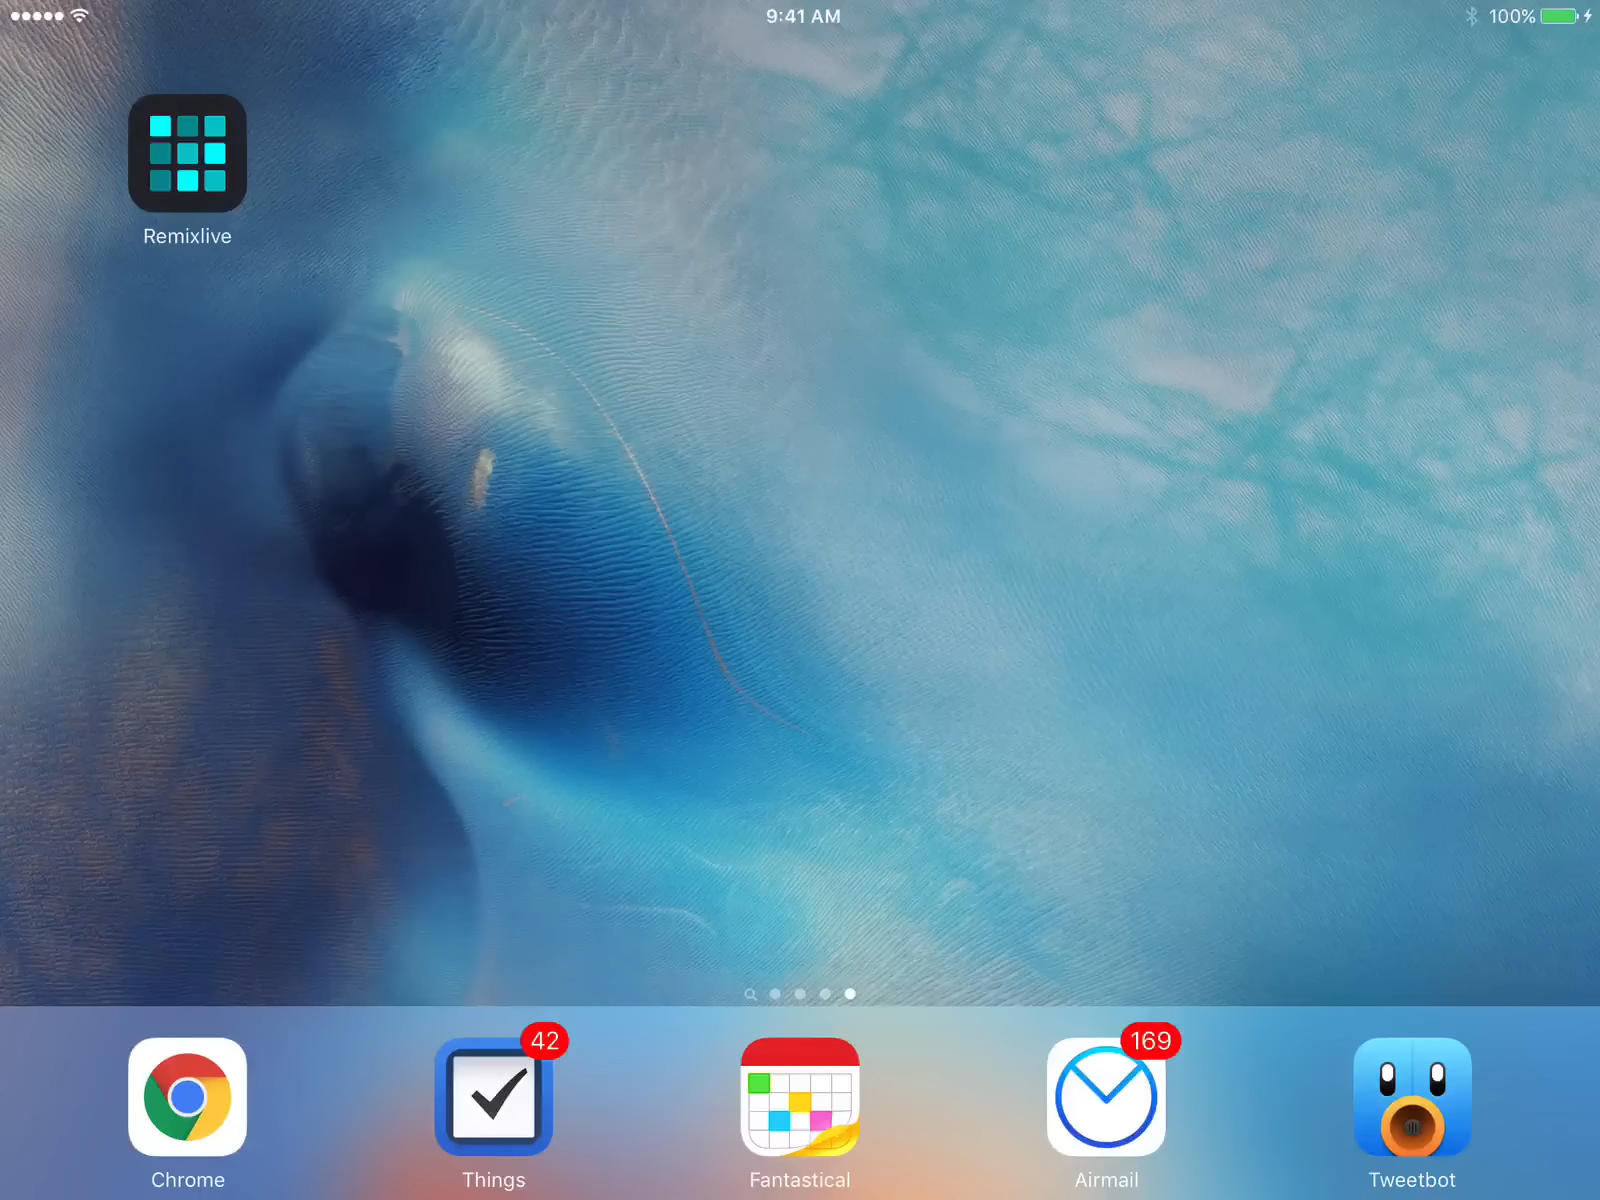 9:41 AM
100%
Remixlive
42
169
Chrome
Things
Fantastical
Airmail
Tweetbot